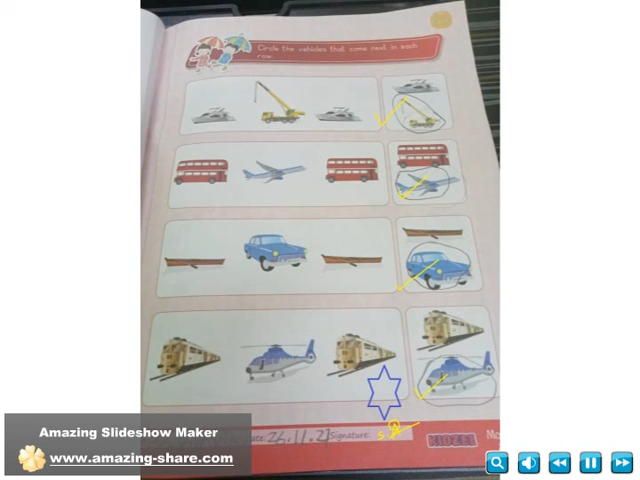 Circle the vehicles that come next in each
row.
Date: 26.11.21 Signature:
KIDZEE
Amazing Slideshow Maker
www.amazing-share.com